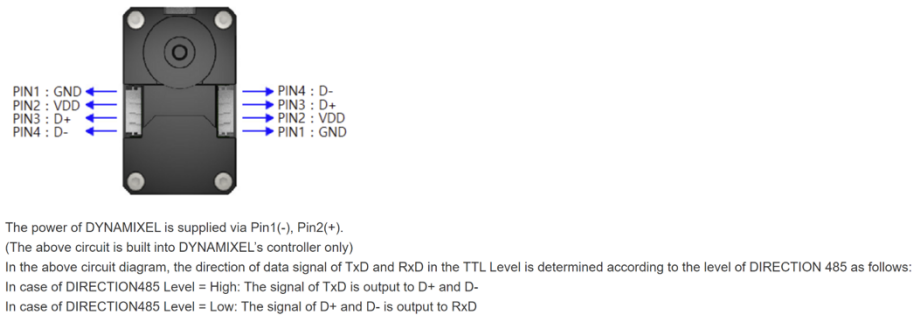 PIN1 : GND
PIN2 : VDD
PIN3 : D+
PIN4 : D-
PIN4 : D-
PIN3 : D+
PIN2 : VDD
PIN1 : GND
The power of DYNAMIXEL is supplied via Pin1(-), Pin2(+).
(The above circuit is built into DYNAMIXEL's controller only)
In the above circuit diagram, the direction of data signal of TxD and RxD in the TTL Level is determined according to the level of DIRECTION 485 as follows:
In case of DIRECTION485 Level = High: The signal of TxD is output to D+ and D-
In case of DIRECTION485 Level = Low: The signal of D+ and D- is output to RxD